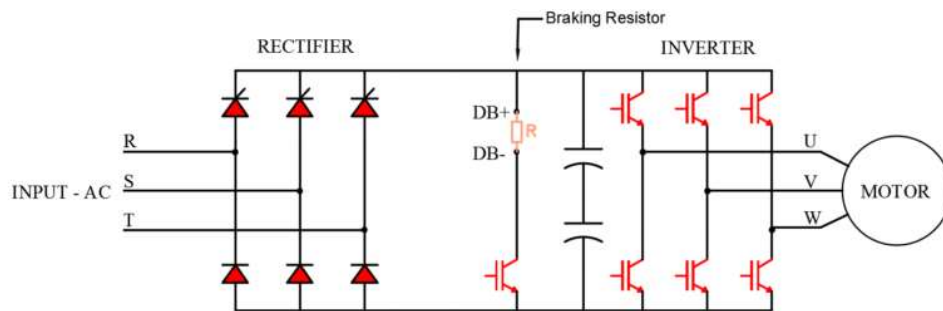 Braking Resistor
RECTIFIER
INVERTER
DB+
R
DB-
R
U
INPUT - AC
S
V
MOTOR
T
W